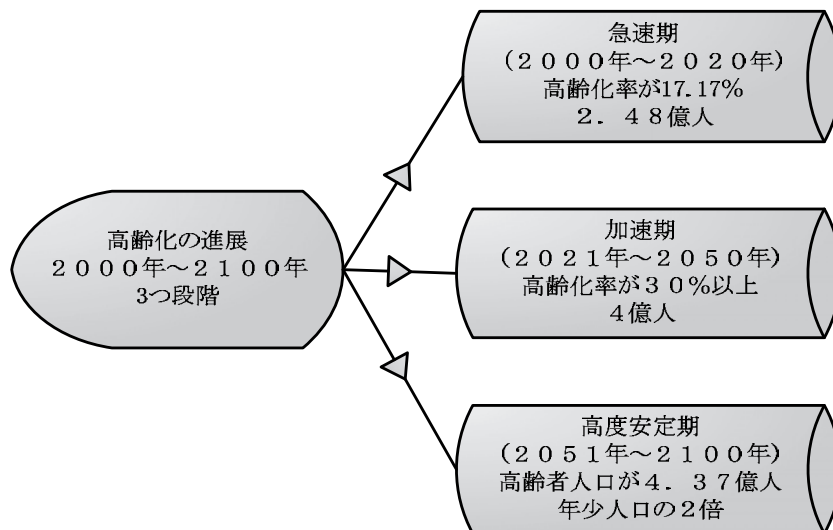 高齢化の進展
２０００年～２１００年
3つ段階
急速期
（２０００年～２０２０年）
高齢化率が17.17%
２．４８億人
加速期
（２０２１年～２０５０年）
高齢化率が３０%以上
４億人
高度安定期
（２０５１年～２１００年）
高齢者人口が４．３７億人
年少人口の２倍